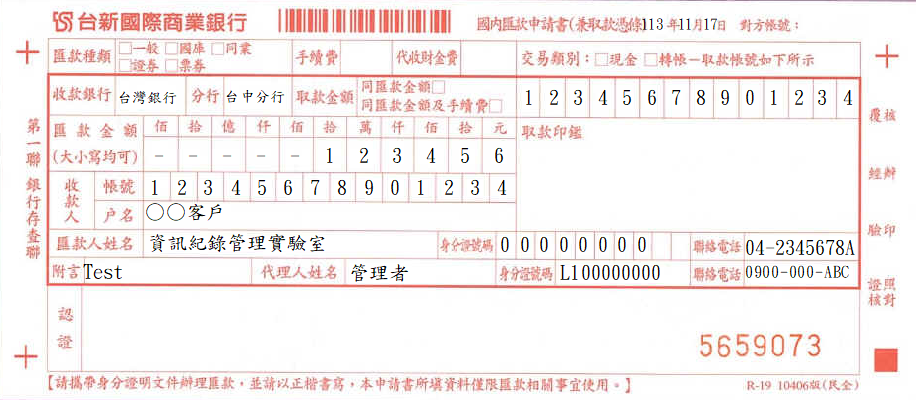 台新國際商業銀行 國內匯款申請書(兼取款憑條) 113年11月17日 對方帳號:
匯款種類 □一般 □國庫 □同業 □證券 □票券 手續費 代收財金費 交易類別:□現金 □轉帳-取款帳號如下所示
收款銀行 台灣銀行 分行 台中分行 取款金額 同匯款金額□ 同匯款金額及手續費□ 1 2 3 4 5 6 7 8 9 0 1 2 3 4
匯款金額 (大小寫均可) 佰 拾 億 仟 佰 拾 萬 仟 佰 拾 元 取款印鑑
- - - - - 1 2 3 4 5 6
收款人 帳號 1 2 3 4 5 6 7 8 9 0 1 2 3 4
户名 ○○客戶
匯款人姓名 資訊紀錄管理實驗室 身分證號碼 0 0 0 0 0 0 0 0 聯絡電話 04-2345678A
附言 Test 代理人姓名 管理者 身分證號碼 L100000000 聯絡電話 0900-000-ABC
認證
5659073
【請攜帶身分證明文件辦理匯款,並請以正楷書寫,本申請書所填資料僅限匯款相關事宜使用。】 R-19 10406版(民全)
第一聯 銀行存查聯
覆核
經辦
驗印
證照核對